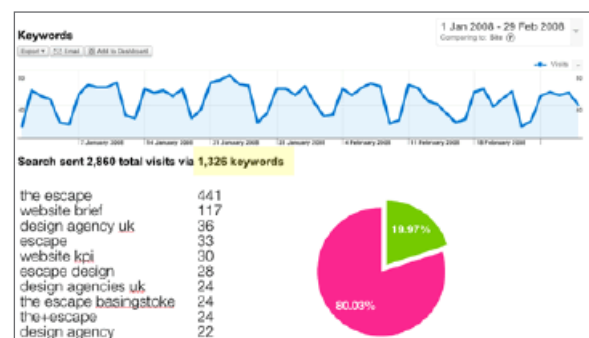 Keywords
1 Jan 2008 - 29 Feb 2008
Comparing to: Site
Export
Email
Add to Dashboard
Visits
7 January 2008
14 January 2008
21 January 2008
28 January 2008
4 February 2008
11 February 2008
18 February 2008
Search sent 2,860 total visits via 1,326 keywords
the escape 441
website brief 117
design agency uk 36
escape 33
website kpi 30
escape design 28
design agencies uk 24
the escape basingstoke 24
the+escape 24
design agency 22
19.97%
80.03%